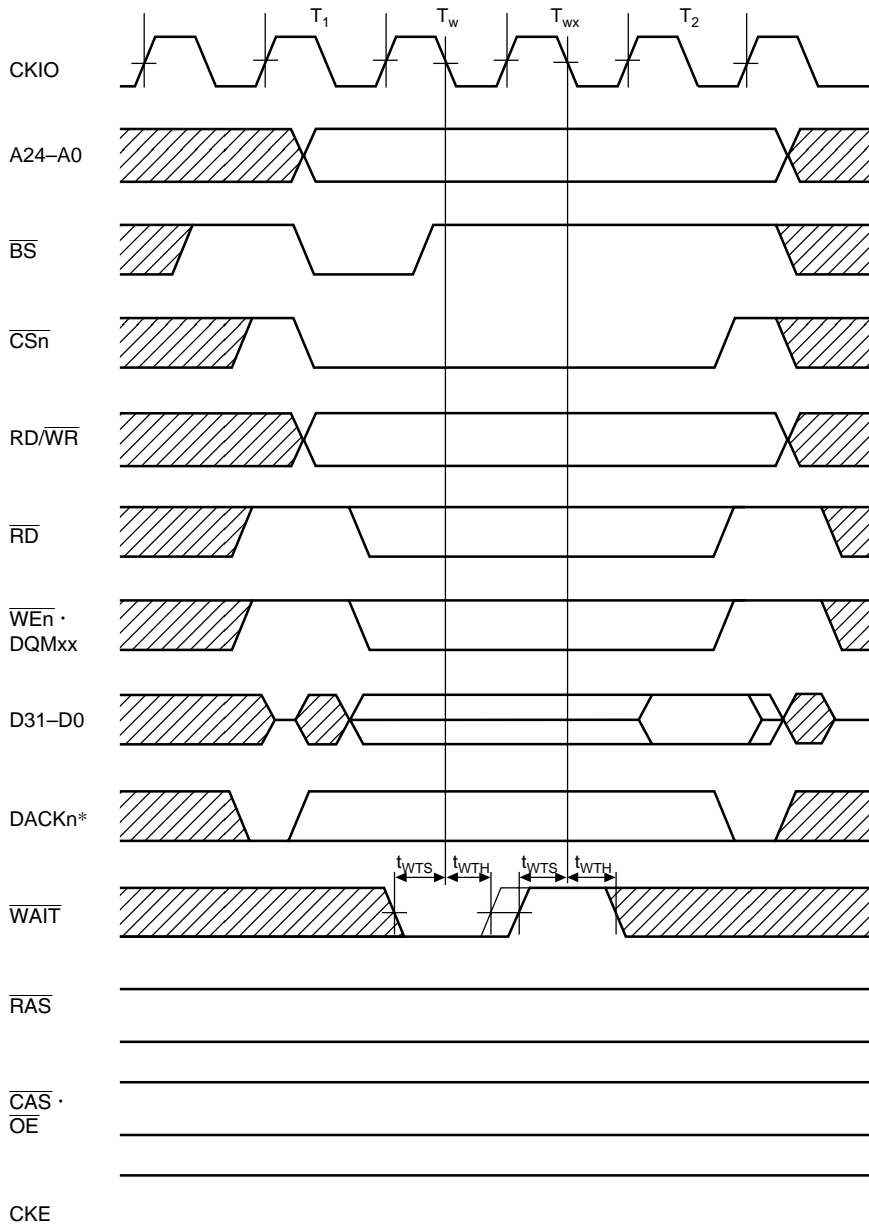 T1 Tw Twx T2
CKIO
A24–A0
BS
CSn
RD/WR
RD
WEn ·
DQMxx
D31–D0
DACKn*
tWTS tWTH tWTS tWTH
WAIT
RAS
CAS ·
OE
CKE